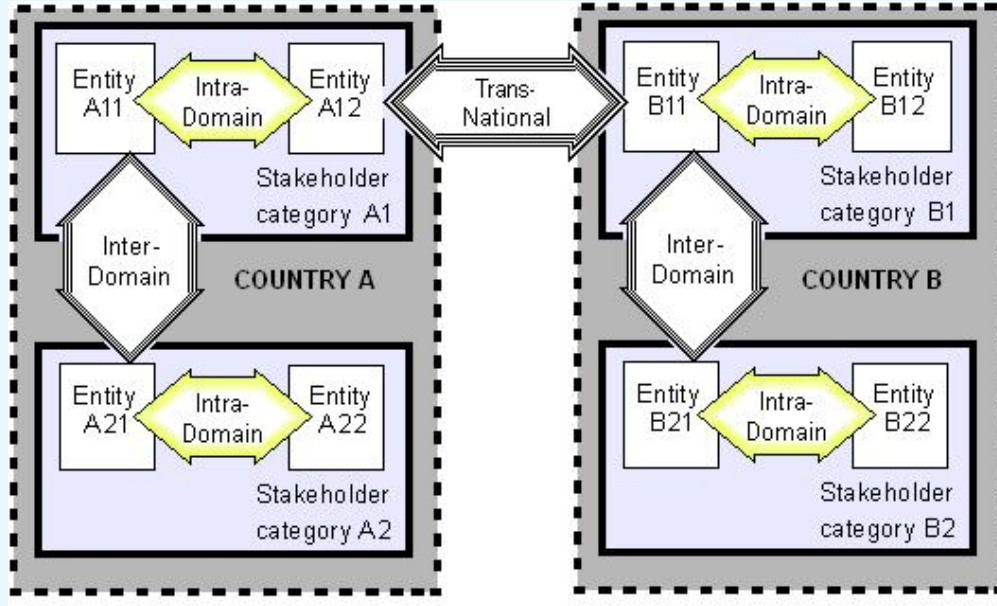 Entity
A11
Intra-
Domain
Entity
A12
Stakeholder
category A1
Trans-
National
Entity
B11
Intra-
Domain
Entity
B12
Stakeholder
category B1
Inter-
Domain
COUNTRY A
Inter-
Domain
COUNTRY B
Entity
A21
Intra-
Domain
Entity
A22
Stakeholder
category A2
Entity
B21
Intra-
Domain
Entity
B22
Stakeholder
category B2